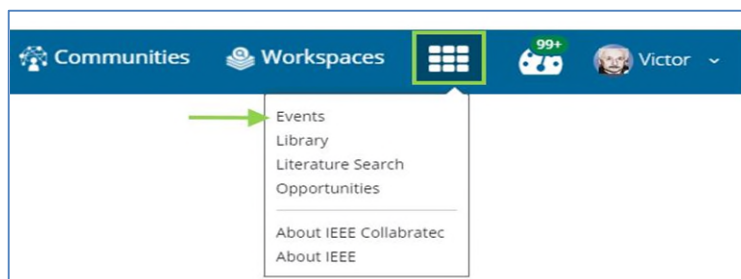 Communities Workspaces 99+ Victor
Events
Library
Literature Search
Opportunities
About IEEE Collabratec
About IEEE